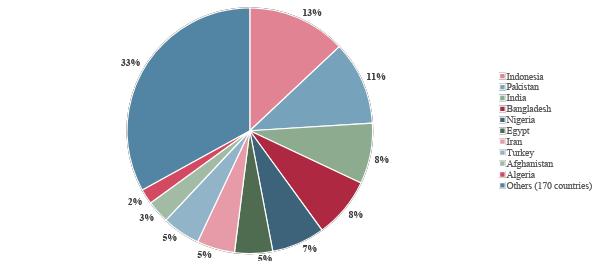 13%
11%
8%
8%
7%
5%
5%
5%
3%
2%
33%
Indonesia
Pakistan
India
Bangladesh
Nigeria
Egypt
Iran
Turkey
Afghanistan
Algeria
Others (170 countries)